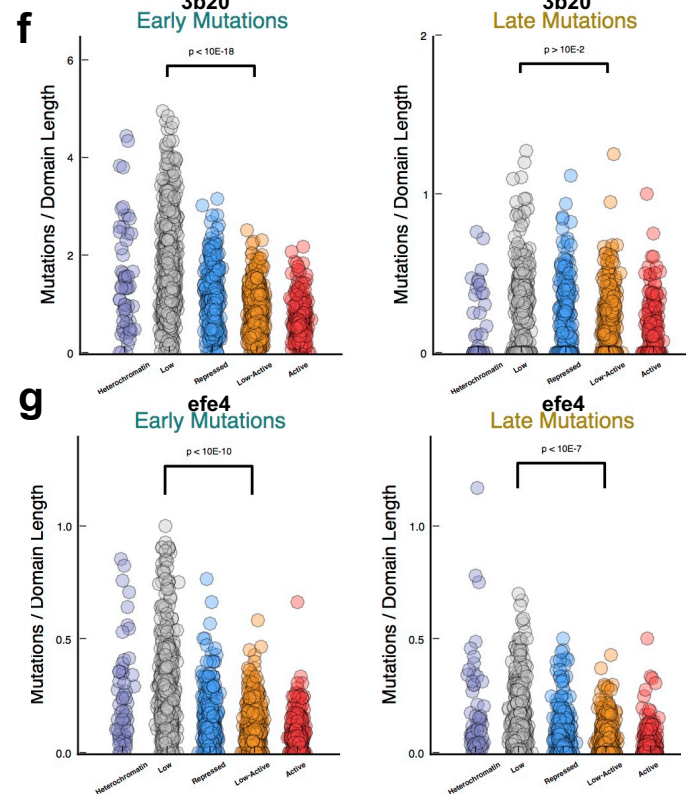 f
3b20
Early Mutations
p < 10E-18
Mutations / Domain Length
6
4
2
0
Heterochromatin
Low
Repressed
Low-Active
Active
3b20
Late Mutations
p > 10E-2
Mutations / Domain Length
2
1
0
Heterochromatin
Low
Repressed
Low-Active
Active
g
efe4
Early Mutations
p < 10E-10
Mutations / Domain Length
1.0
0.5
0.0
Heterochromatin
Low
Repressed
Low-Active
Active
efe4
Late Mutations
p < 10E-7
Mutations / Domain Length
1.0
0.5
0.0
Heterochromatin
Low
Repressed
Low-Active
Active